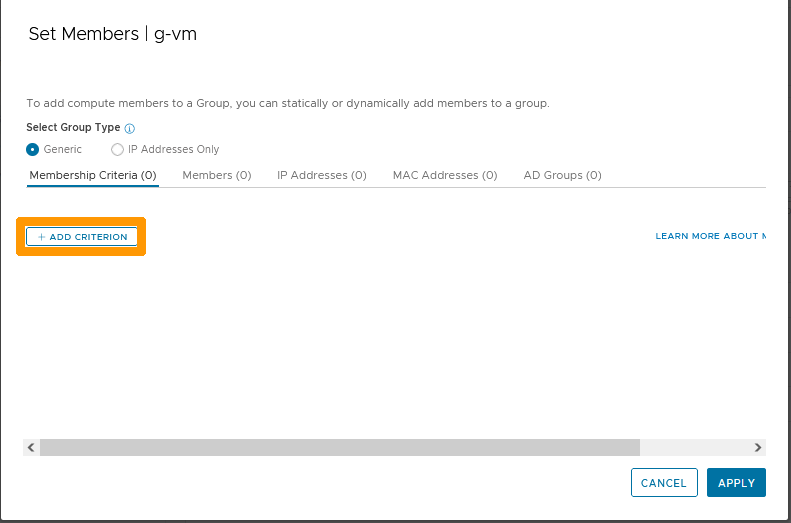 Set Members | g-vm
To add compute members to a Group, you can statically or dynamically add members to a group.
Select Group Type
Generic IP Addresses Only
Membership Criteria (0) Members (0) IP Addresses (0) MAC Addresses (0) AD Groups (0)
+ ADD CRITERION LEARN MORE ABOUT
CANCEL APPLY